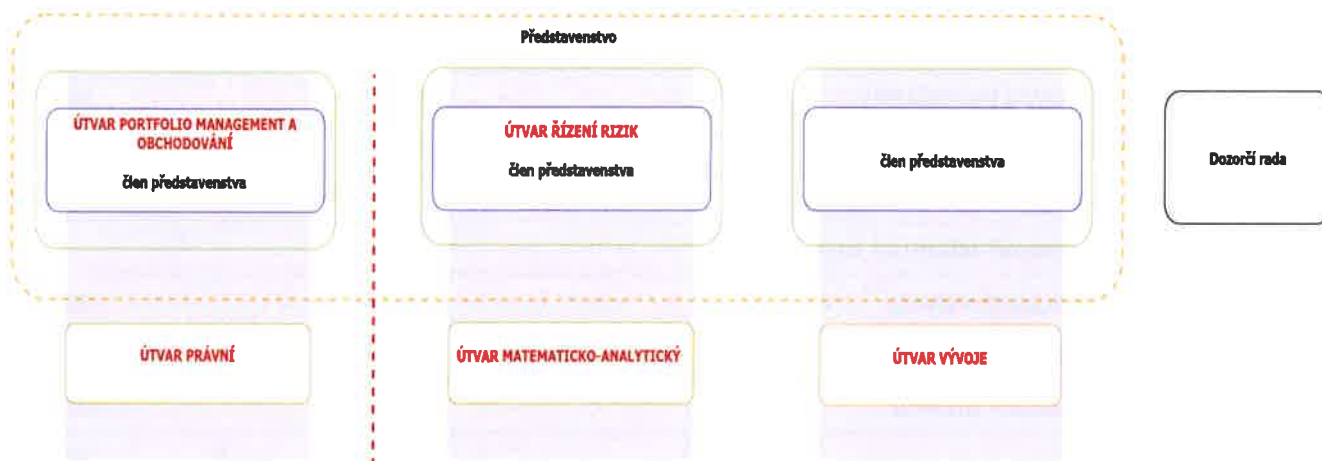 Představenstvo
ÚTVAR PORTFOLIO MANAGEMENT A
OBCHODOVÁNÍ
člen představenstva
ÚTVAR ŘÍZENÍ RIZIK
člen představenstva
člen představenstva
Dozorčí rada
ÚTVAR PRÁVNÍ
ÚTVAR MATEMATICKO-ANALYTICKÝ
ÚTVAR VÝVOJE